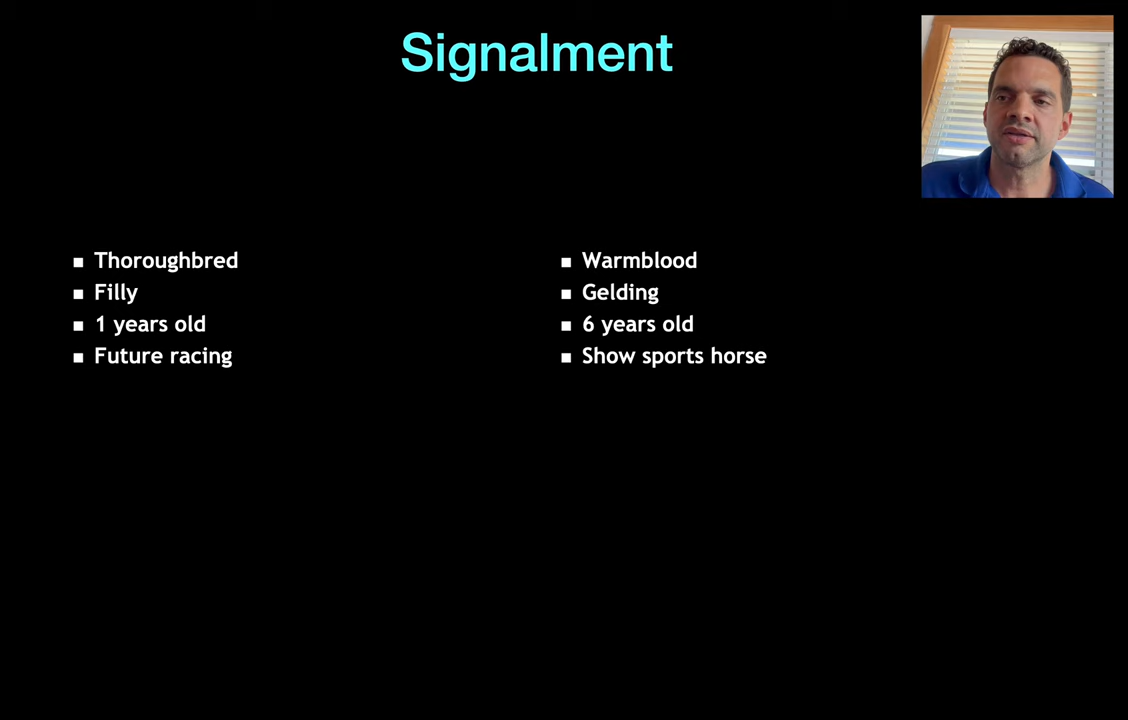 Signalment
■ Thoroughbred
■ Filly
■ 1 years old
■ Future racing
■ Warmblood
■ Gelding
■ 6 years old
■ Show sports horse